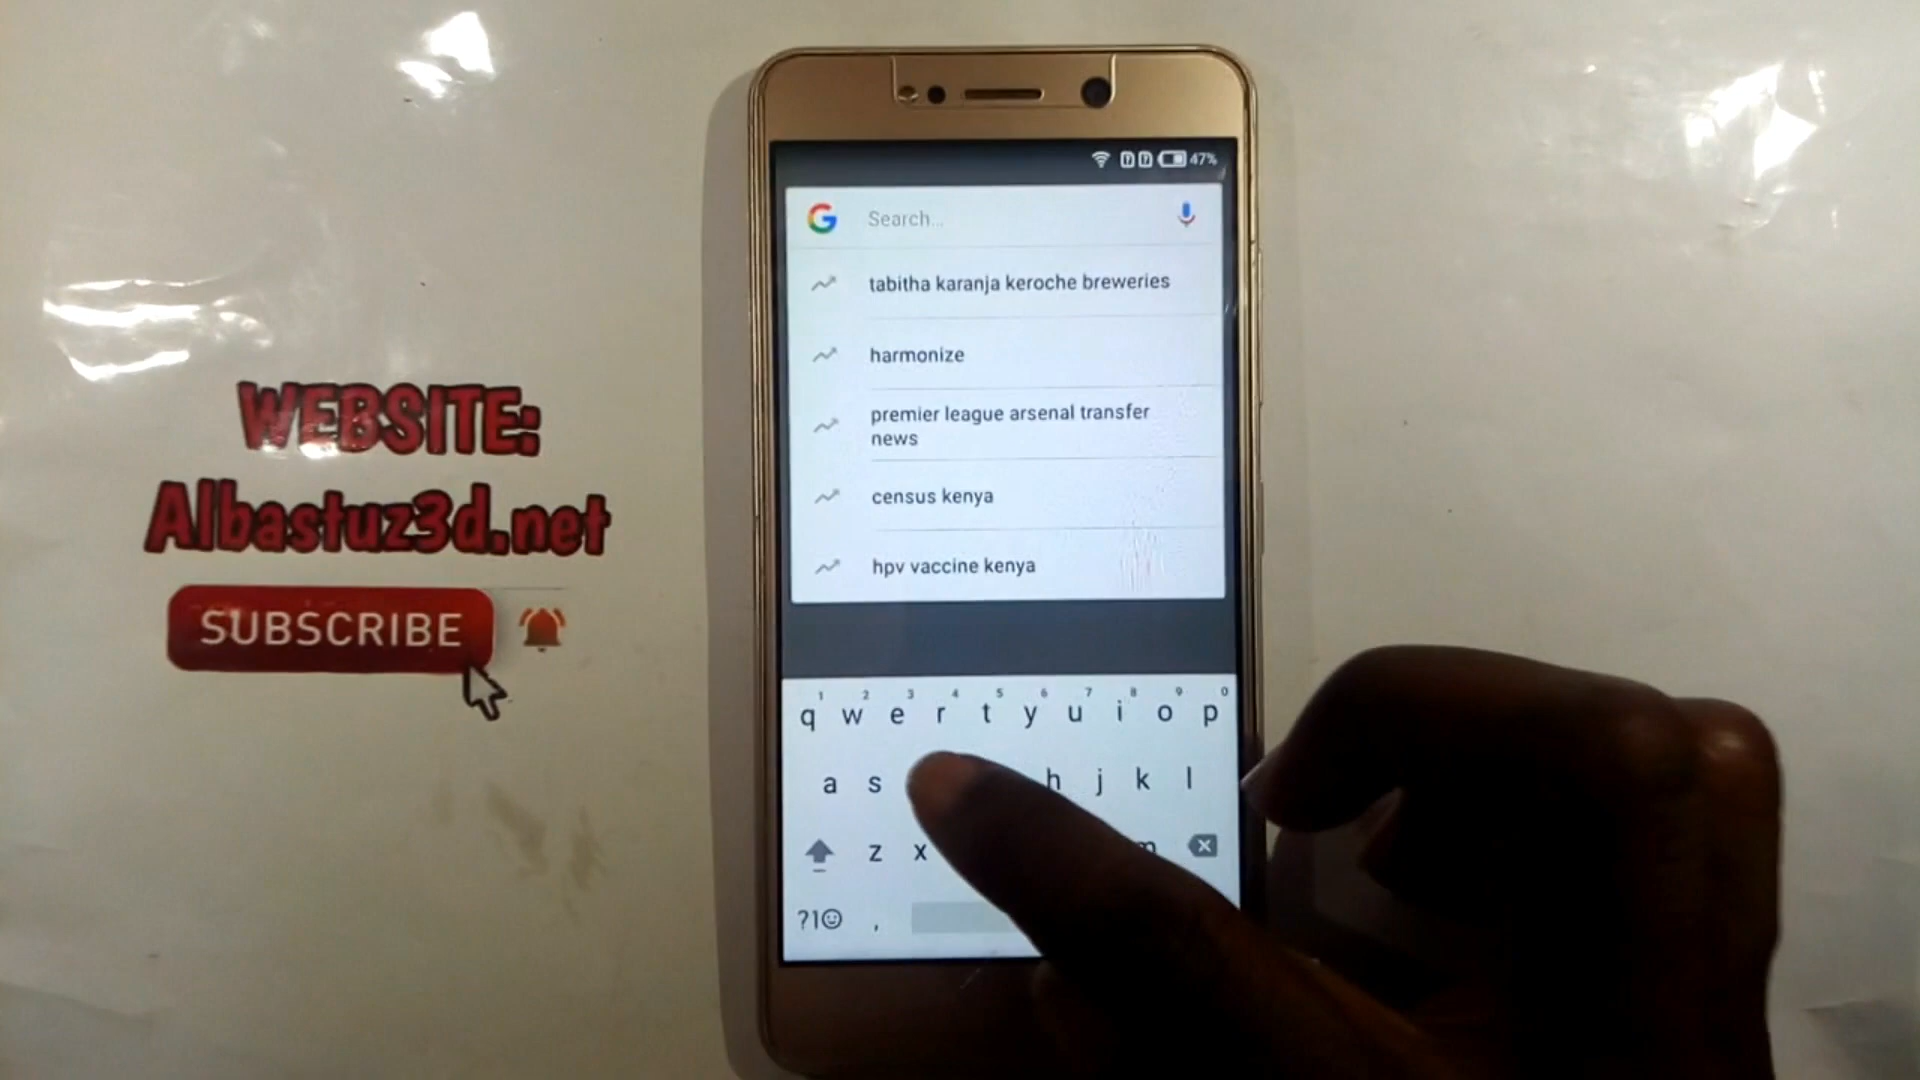 47%
Search...
tabitha karanja keroche breweries
harmonize
premier league arsenal transfer
news
census kenya
hpv vaccine kenya
WEBSITE:
Albastuz3d.net
SUBSCRIBE
1 2 3 4 5 6 7 8 9 0
q w e r t y u i o p
a s h j k l
z x m
?1☺ ,